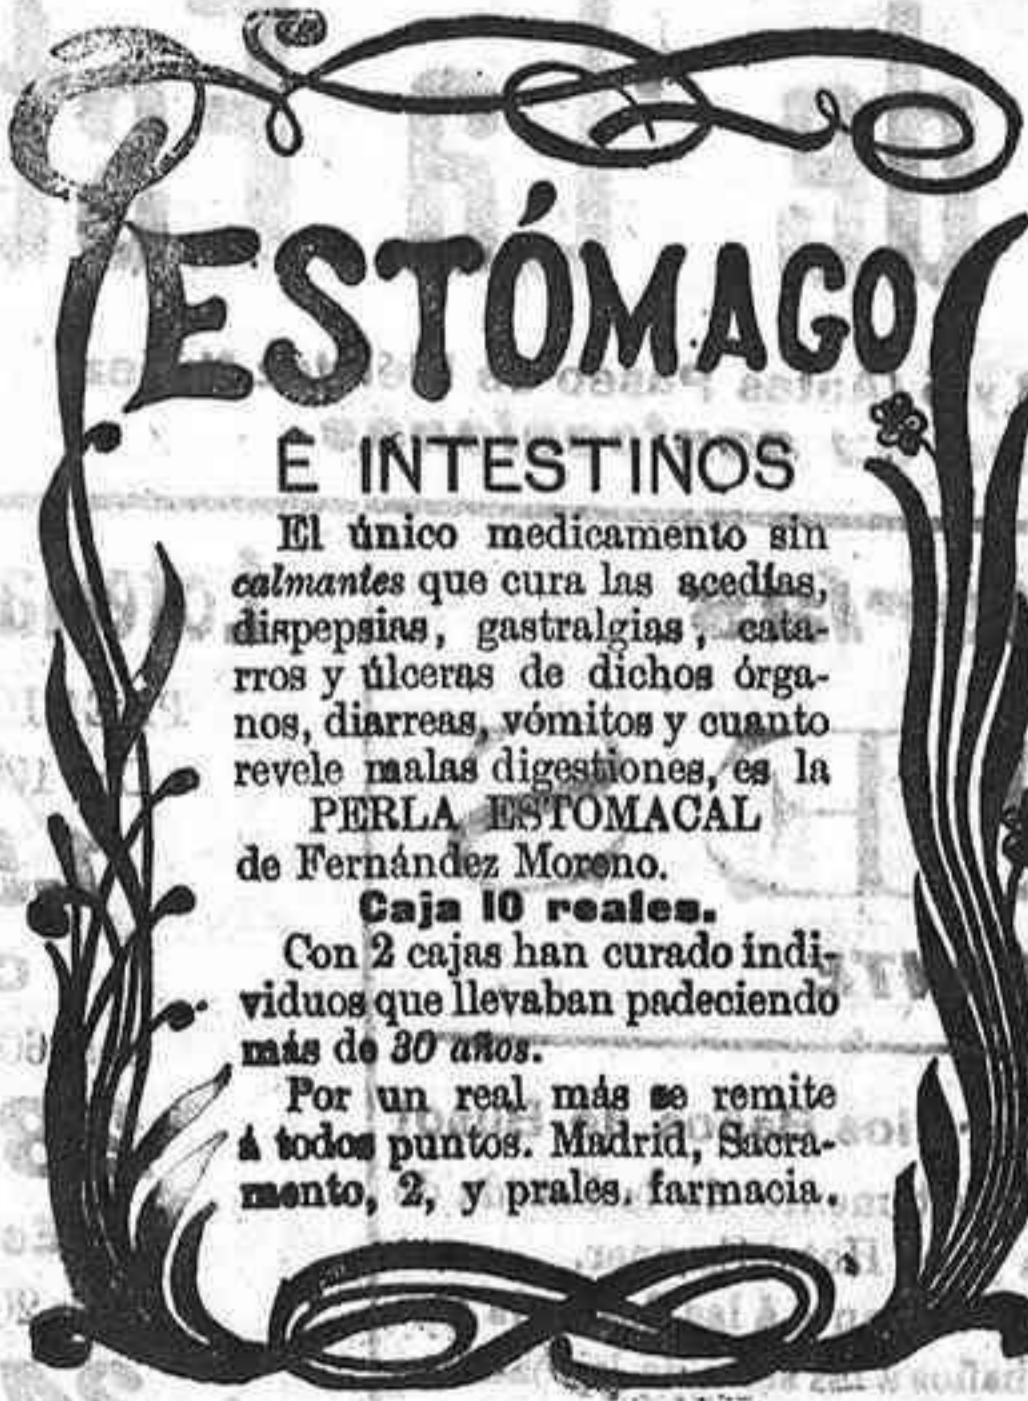 ESTÓMAGO
É INTESTINOS
El único medicamento sin
calmantes que cura las acedías,
dispepsias, gastralgias, cata-
rros y úlceras de dichos órga-
nos, diarreas, vómitos y cuanto
revele malas digestiones, es la
PERLA ESTOMACAL
de Fernández Moreno.
Caja 10 reales.
Con 2 cajas han curado indi-
viduos que llevaban padeciendo
más de 30 años.
Por un real más se remite
á todos puntos. Madrid, Sacra-
mento, 2, y prales. farmacia.